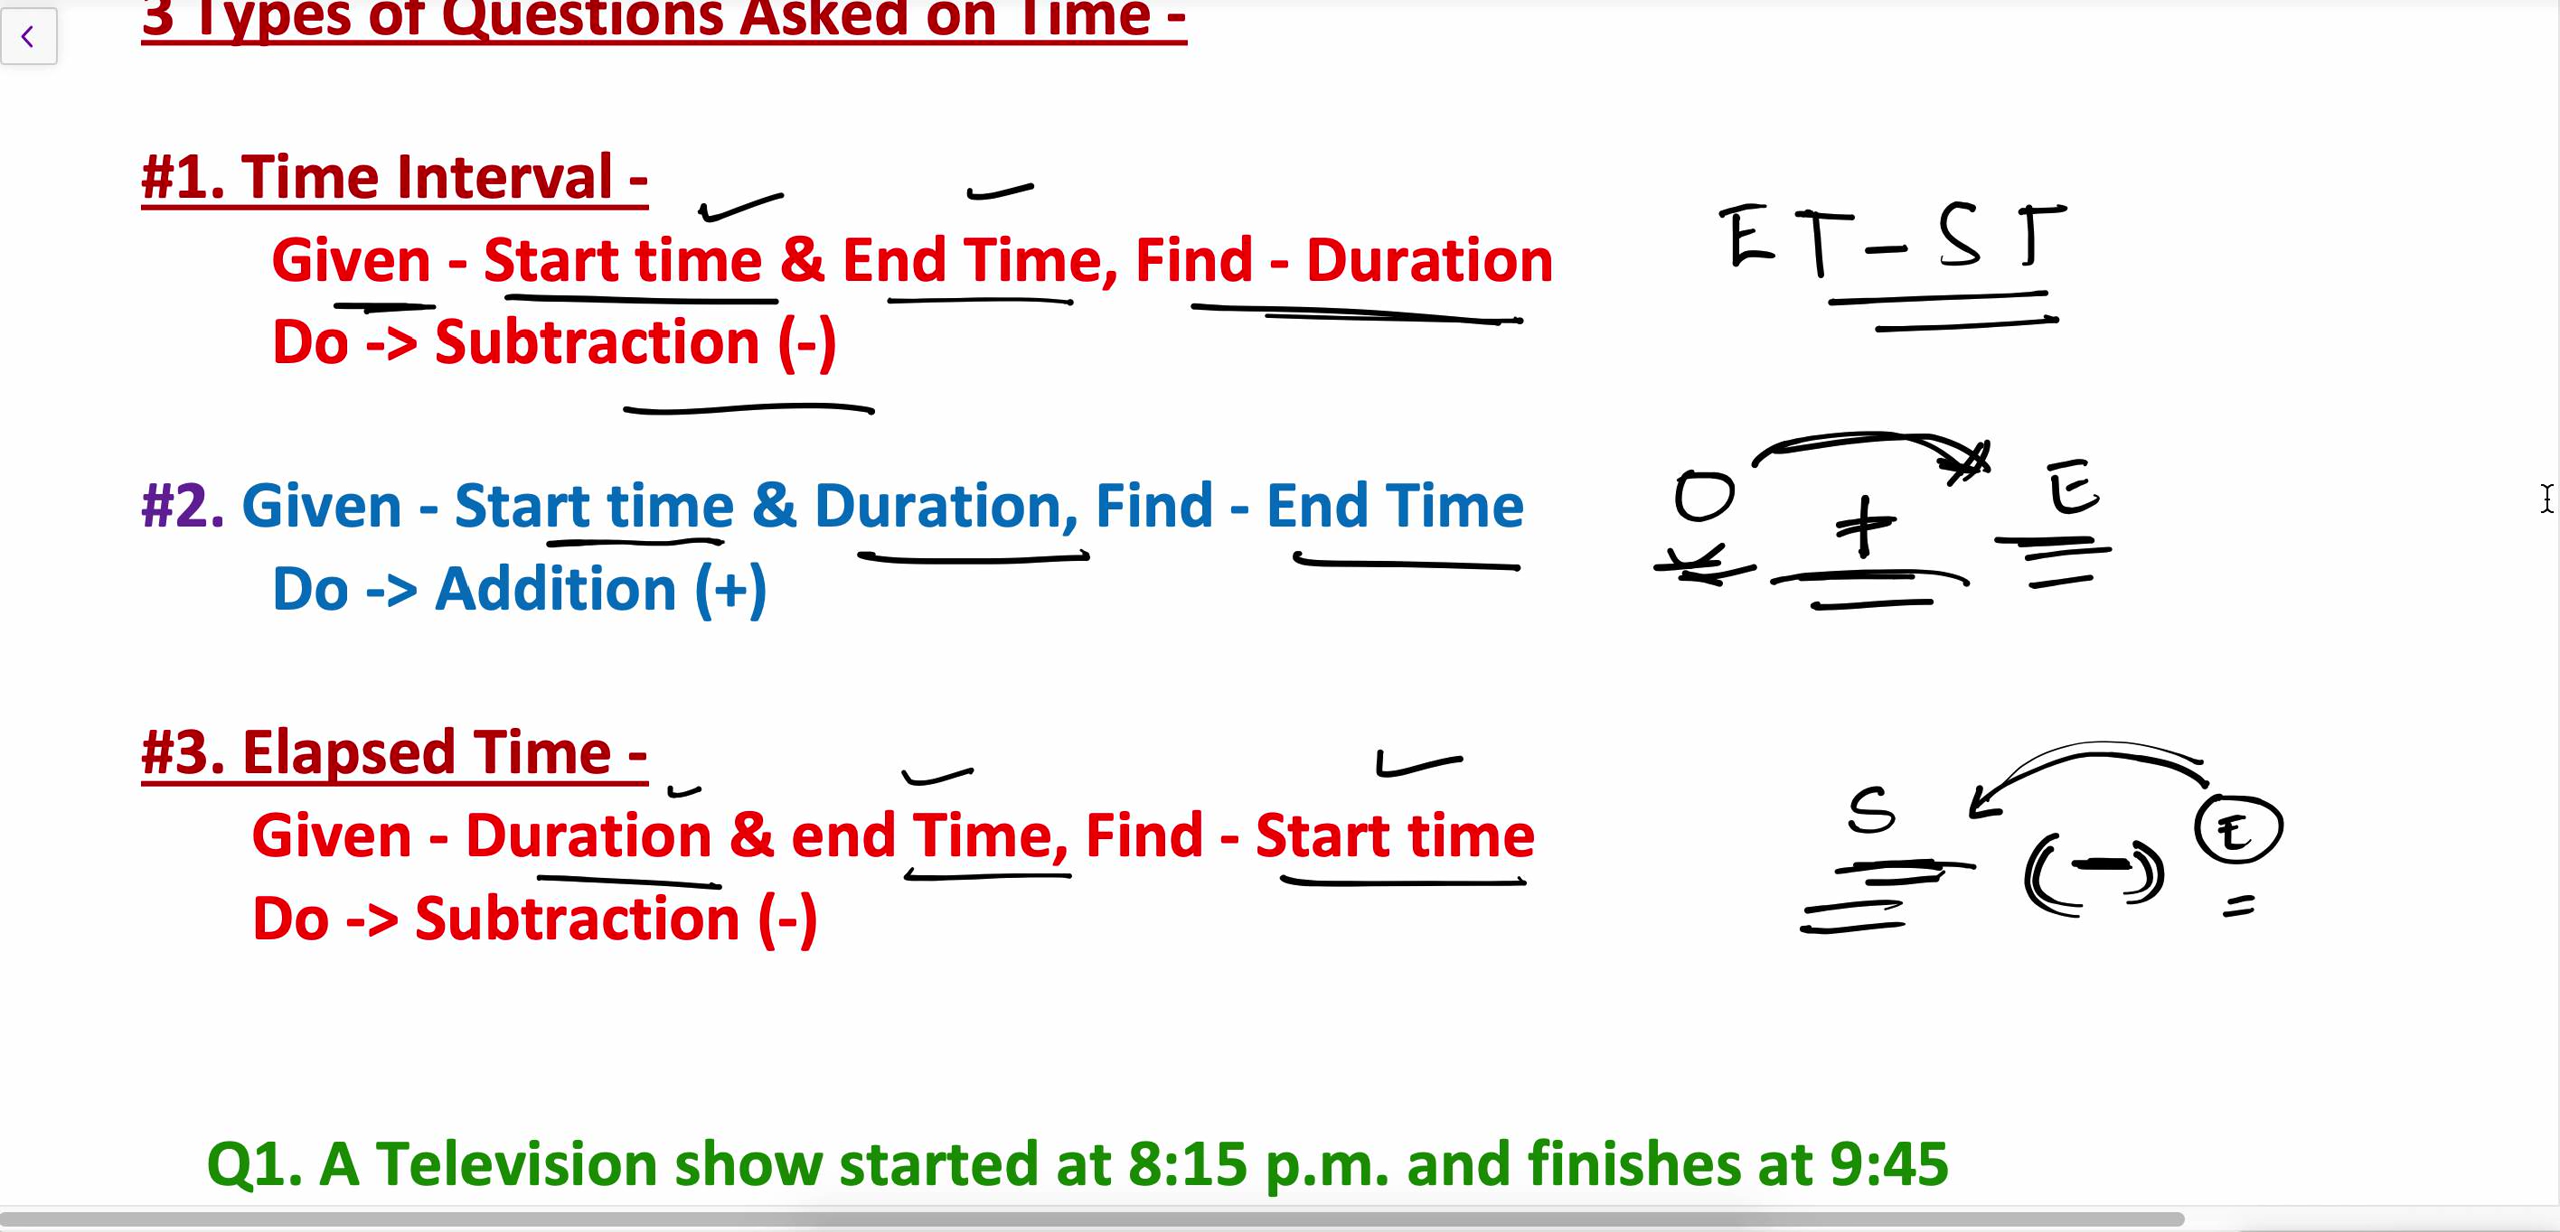 3 Types of Questions Asked on Time -
#1. Time Interval -
Given - Start time & End Time, Find - Duration
ET-ST
Do -> Subtraction (-)
#2. Given - Start time & Duration, Find - End Time
O + E
Do -> Addition (+)
#3. Elapsed Time -
Given - Duration & end Time, Find - Start time
S (-) E
Do -> Subtraction (-)
Q1. A Television show started at 8:15 p.m. and finishes at 9:45